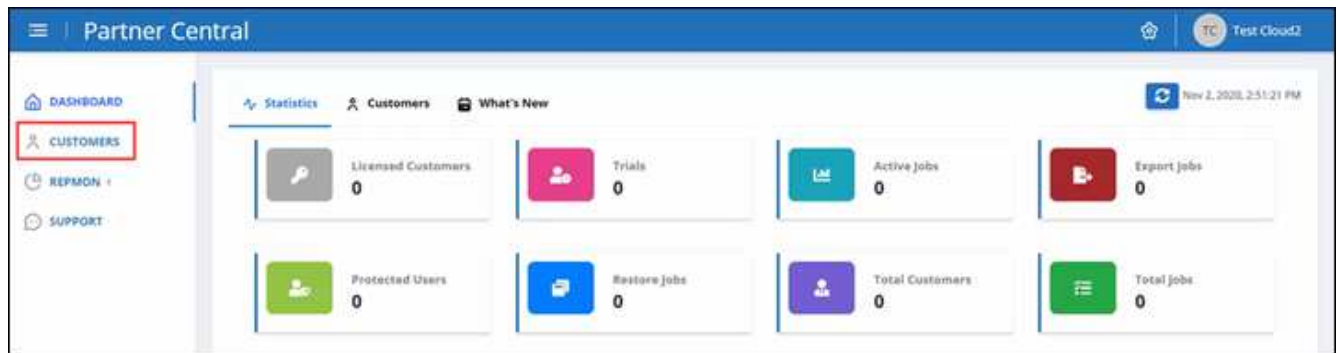 Partner Central
TC Test Cloud2
DASHBOARD
CUSTOMERS
REPMON
SUPPORT
Statistics Customers What's New
Nov 2, 2020, 2:51:21 PM
Licensed Customers
0
Trials
0
Active Jobs
0
Export Jobs
0
Protected Users
0
Restore Jobs
0
Total Customers
0
Total Jobs
0